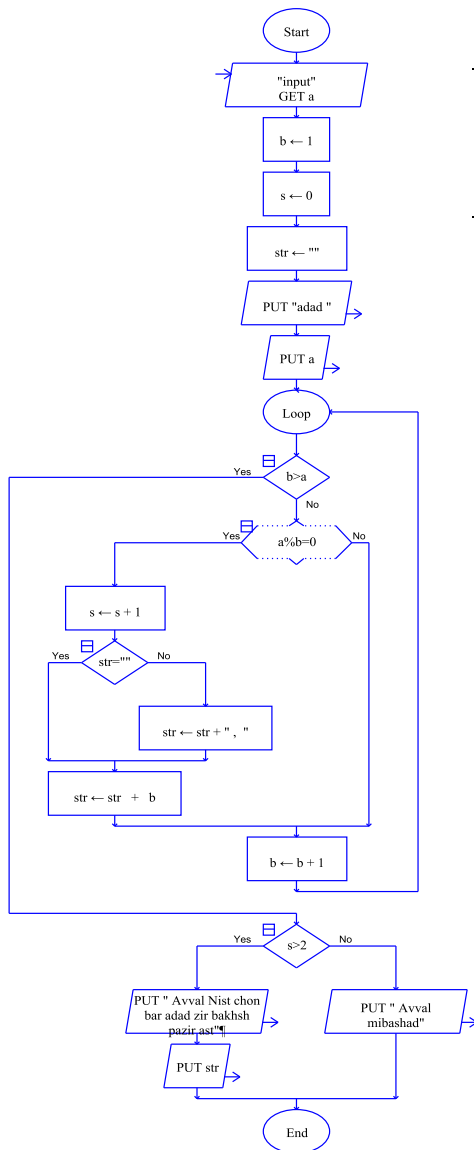 Start
"input"
GET a
b ← 1
s ← 0
str ← ""
PUT "adad "
PUT a
Loop
Yes
b>a
No
Yes
a%b=0
No
s ← s + 1
Yes
str=""
No
str ← str + " ,  "
str ← str  +  b
b ← b + 1
Yes
s>2
No
PUT " Avval Nist chon
bar adad zir bakhsh
pazir ast"¶
PUT " Avval
mibashad"
PUT str
End